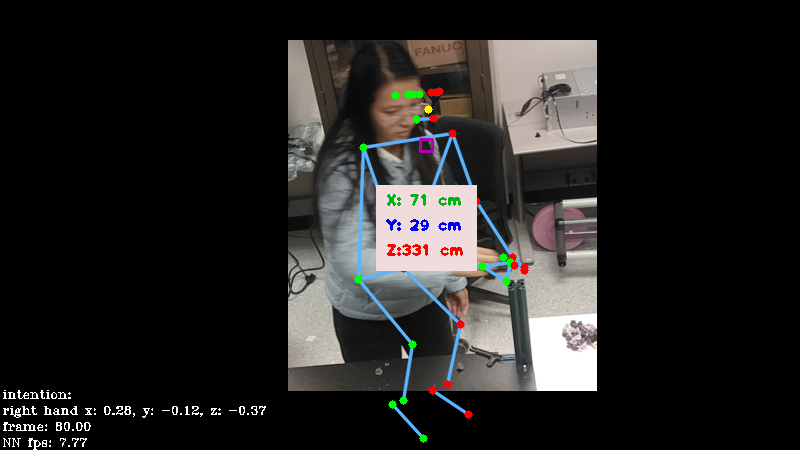 FANUC
X: 71 cm
Y: 29 cm
Z:331 cm
intention:
right hand x: 0.28, y: -0.12, z: -0.37
frame: 80.00
NN fps: 7.77